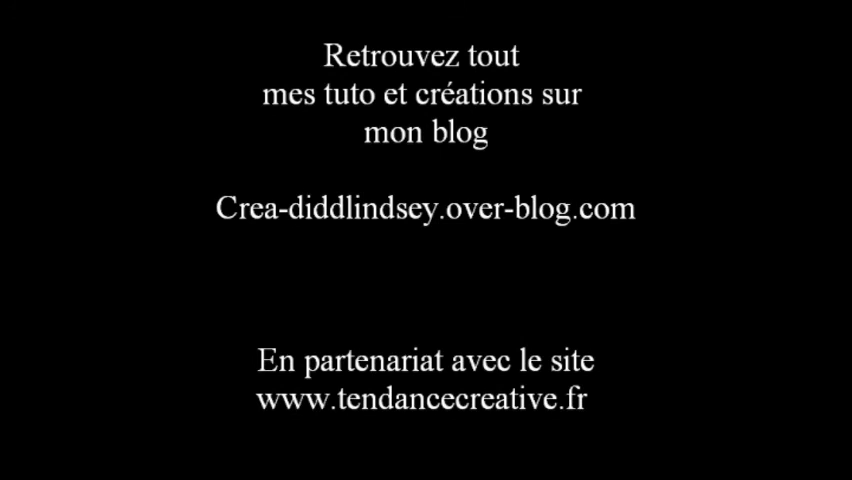 Retrouvez tout
mes tuto et créations sur
mon blog
Crea-diddlindsey.over-blog.com
En partenariat avec le site
www.tendancecreative.fr